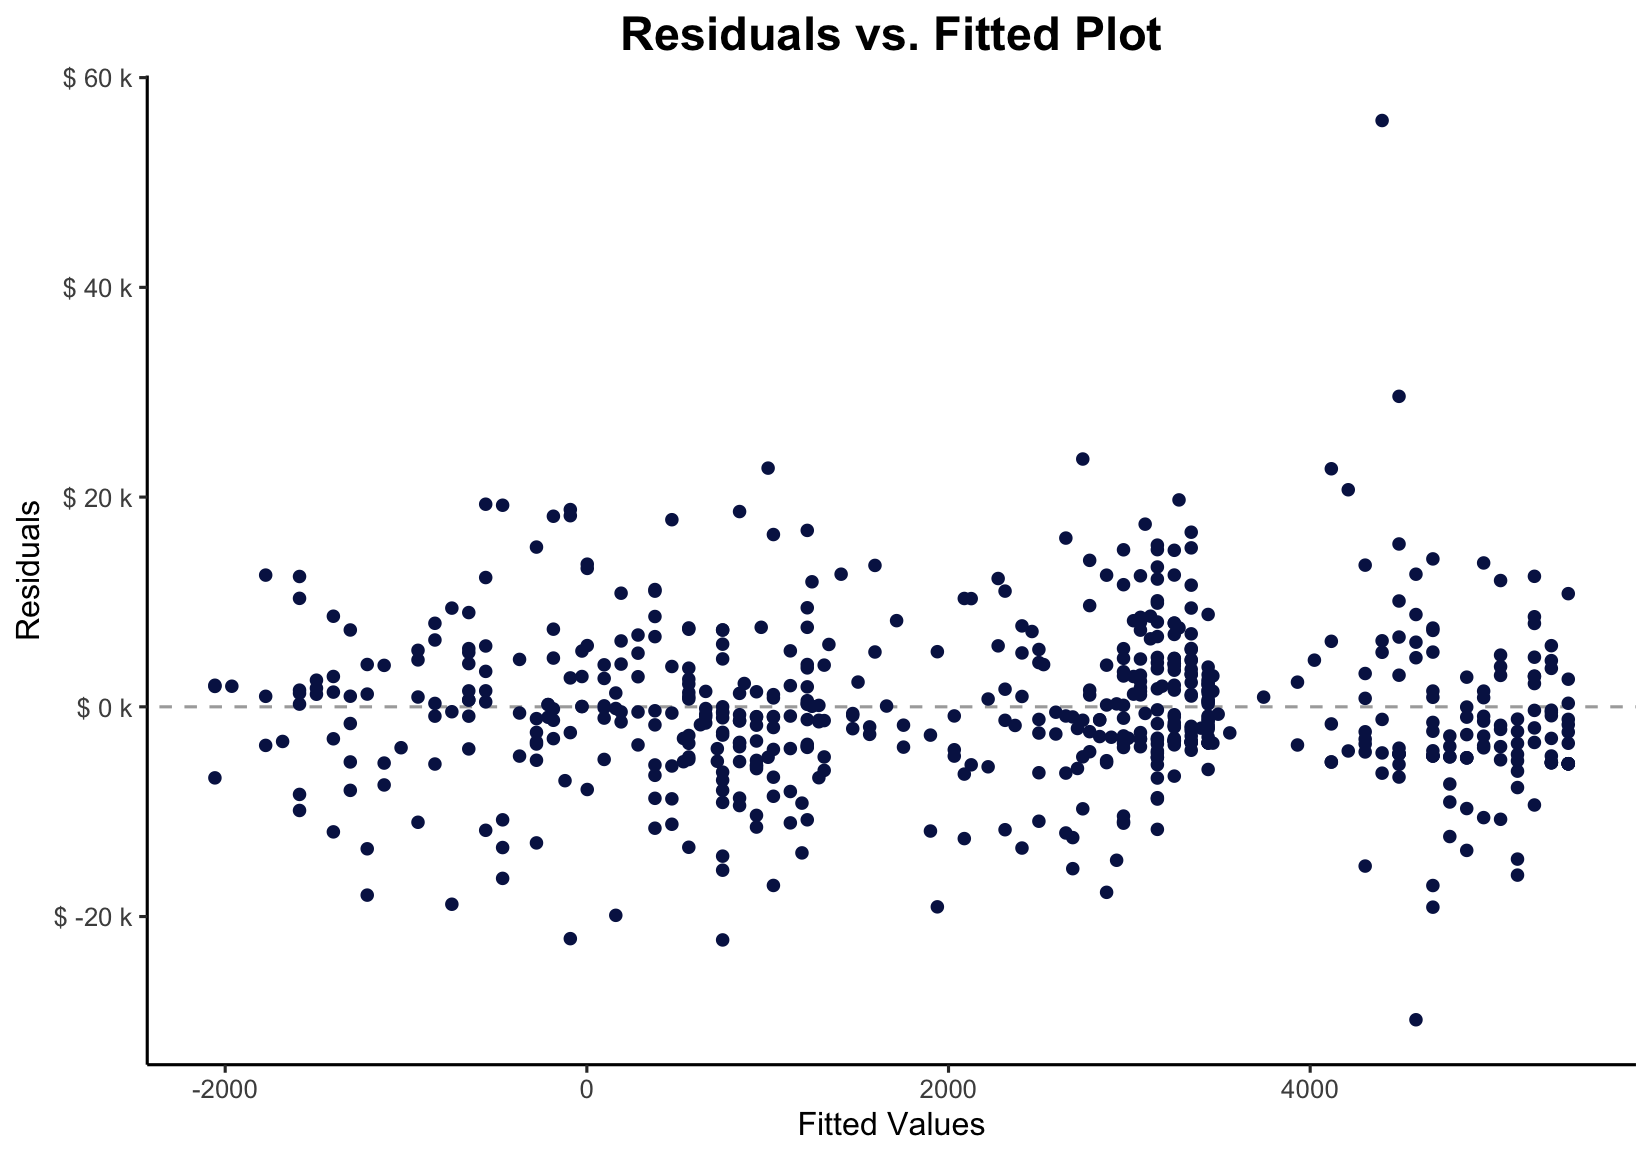 Residuals vs. Fitted Plot
$ 60 k
$ 40 k
$ 20 k
$ 0 k
$ -20 k
Residuals
-2000
0
2000
4000
Fitted Values